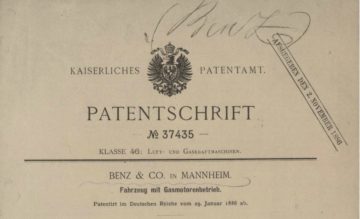 Benz
AUSGEGEBEN DEN 2. NOVEMBER 1886
KAISERLICHES PATENTAMT.
PATENTSCHRIFT
№ 37435
KLASSE 46: LUFT- UND GASKRAFTMASCHINEN.
BENZ & CO. IN MANNHEIM.
Fahrzeug mit Gasmotorenbetrieb.
Patentirt im Deutschen Reiche vom 29. Januar 1886 ab.